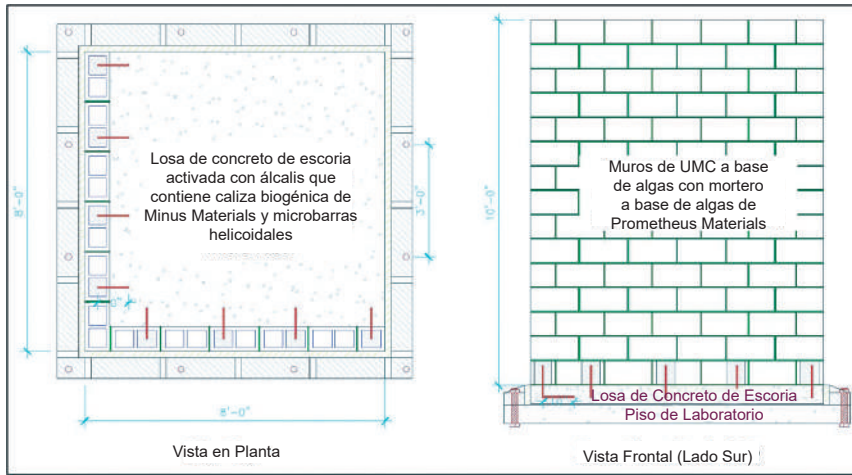 8'-0"
Losa de concreto de escoria
activada con álcalis que
contiene caliza biogénica de
Minus Materials y microbarras
helicoidales
3'-0"
8'-0"
Vista en Planta
10'-0"
Muros de UMC a base
de algas con mortero
a base de algas de
Prometheus Materials
Losa de Concreto de Escoria
Piso de Laboratorio
Vista Frontal (Lado Sur)